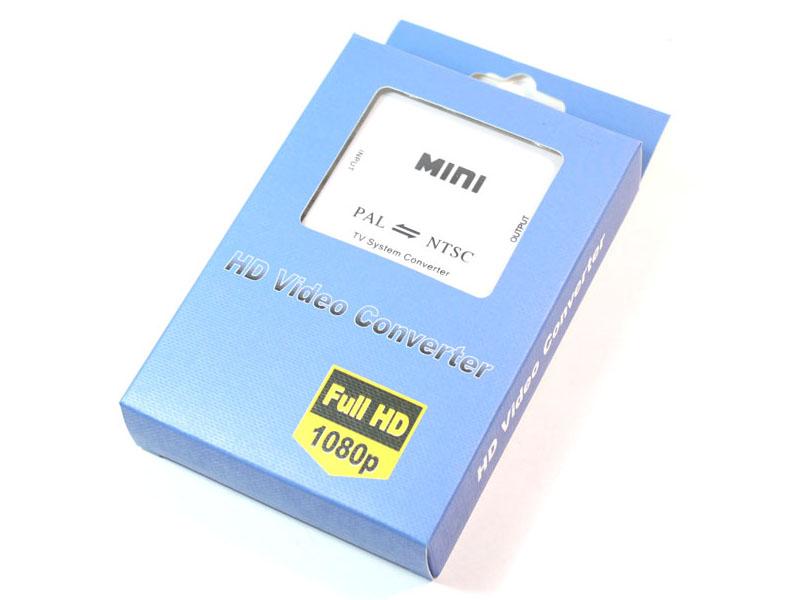 MINI
INPUT
OUTPUT
PAL ⇋ NTSC
TV System Converter
HD Video Converter
Full HD
1080p
HD Video Converter